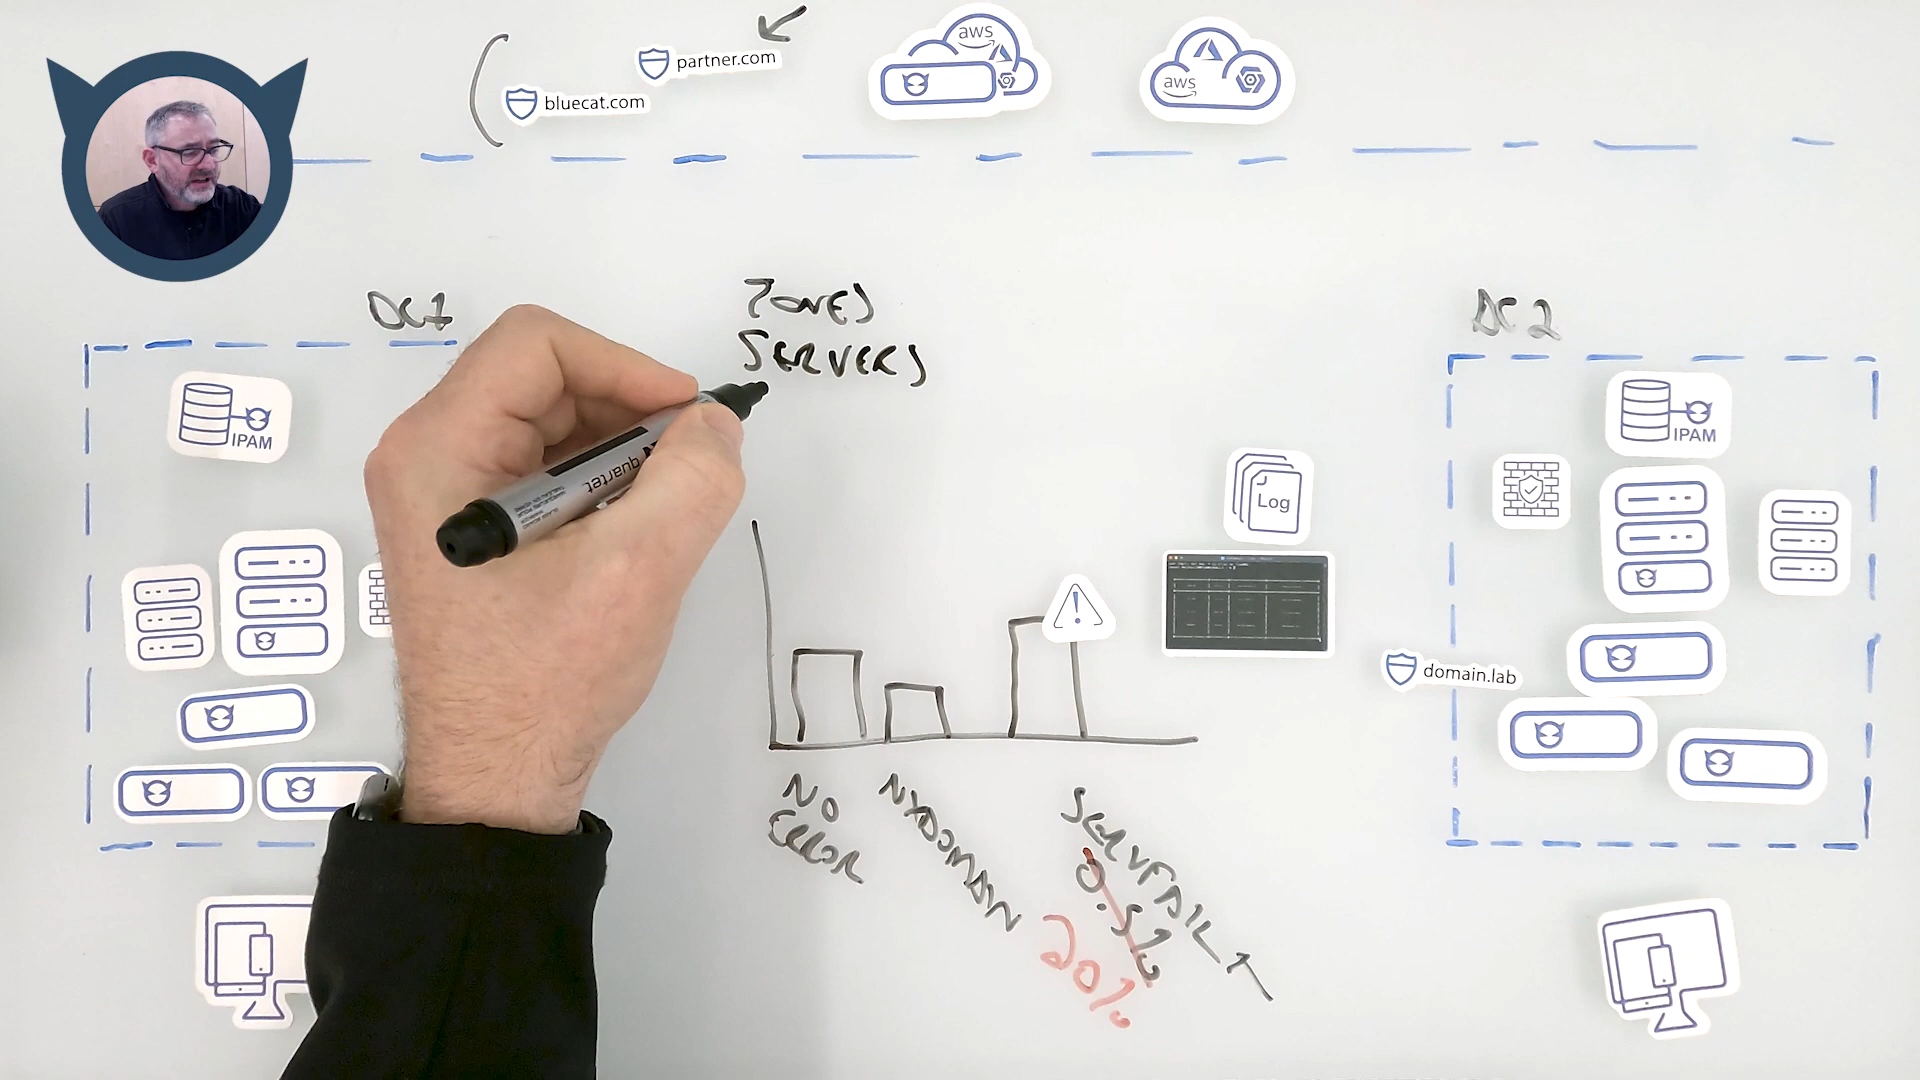 aws
partner.com
bluecat.com
aws
DC1
ZONES
SERVERS
DC2
IPAM
IPAM
quartet
Log
domain.lab
NO
ERROR
NXDOMAIN
SERVFAIL
0.5%
20%